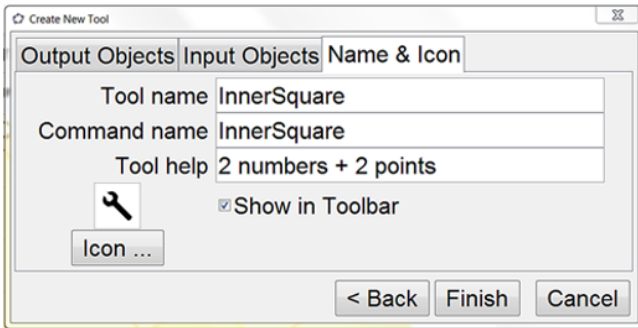 Create New Tool
Output Objects Input Objects Name & Icon
Tool name InnerSquare
Command name InnerSquare
Tool help 2 numbers + 2 points
Show in Toolbar
Icon ...
< Back Finish Cancel